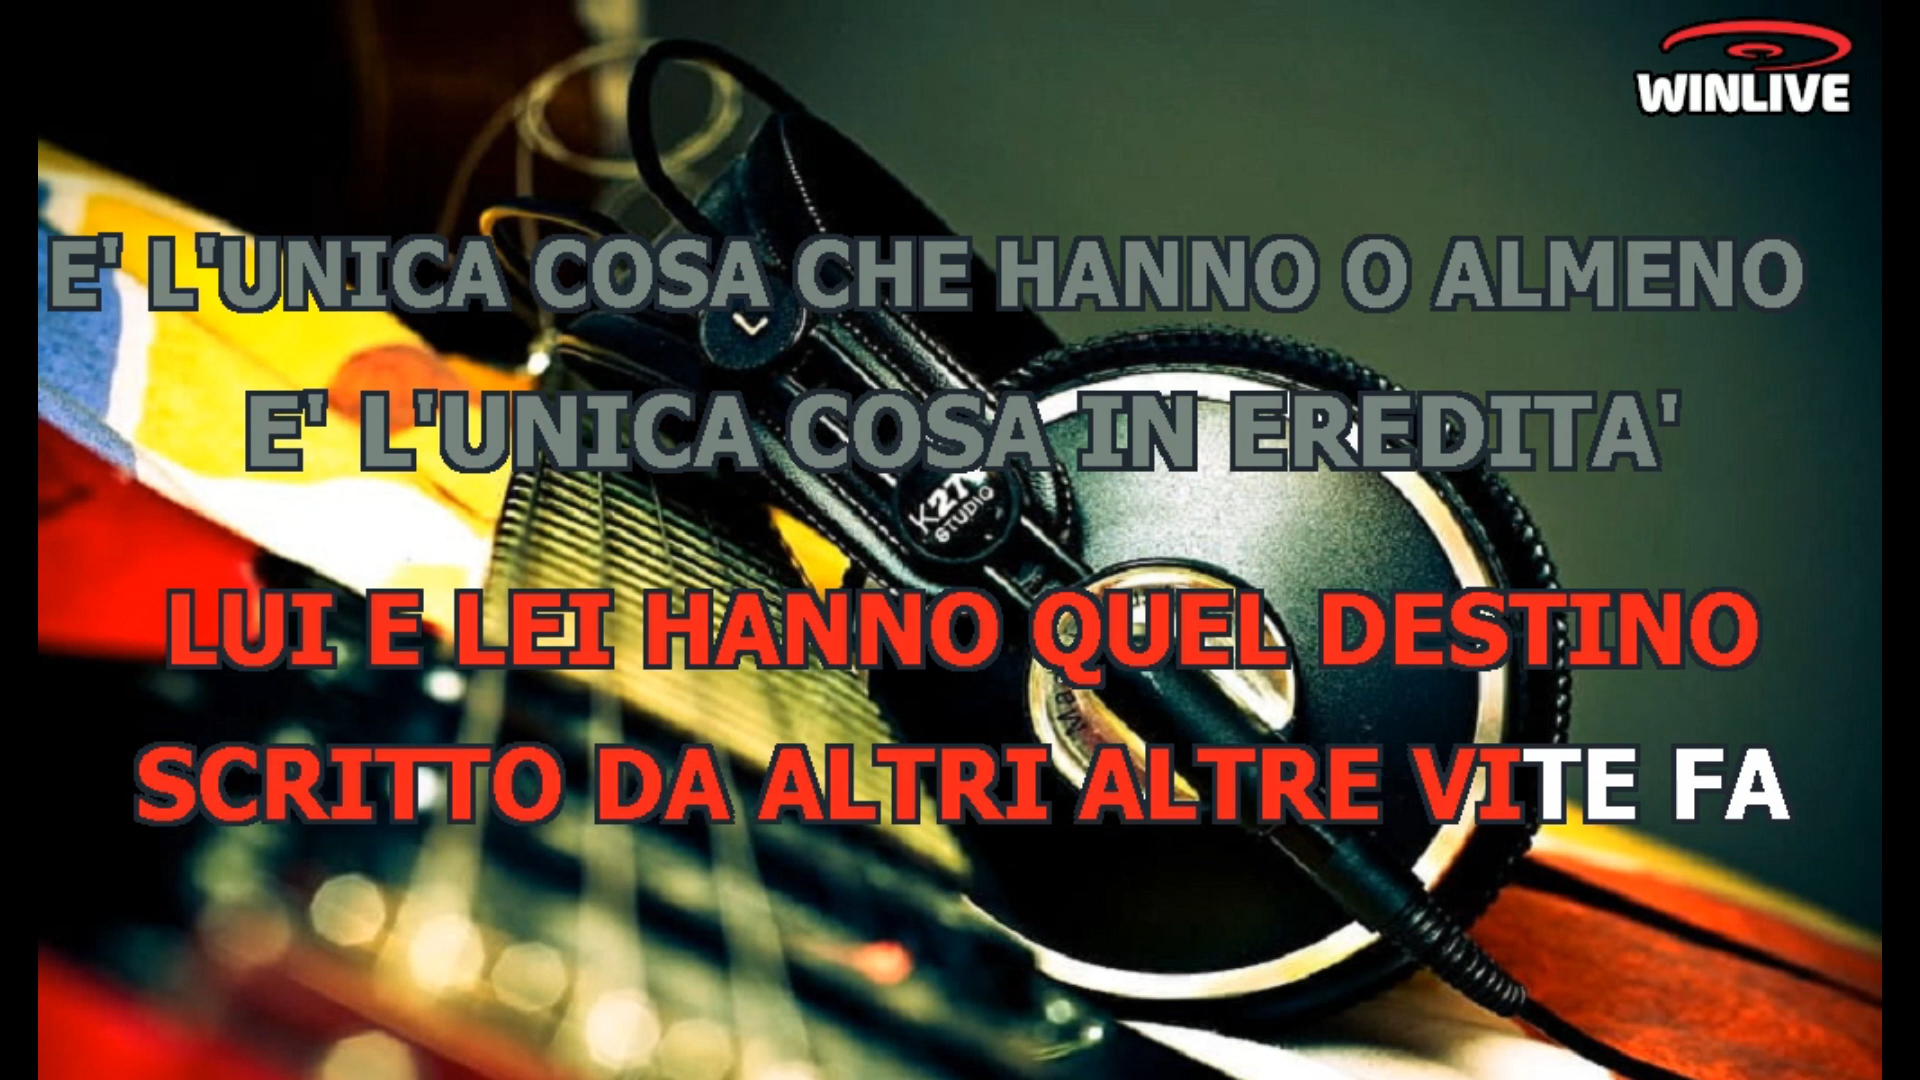 WINLIVE
E' L'UNICA COSA CHE HANNO O ALMENO
E' L'UNICA COSA IN EREDITA'
STUDIO
LUI E LEI HANNO QUEL DESTINO
SCRITTO DA ALTRI ALTRE VITE FA